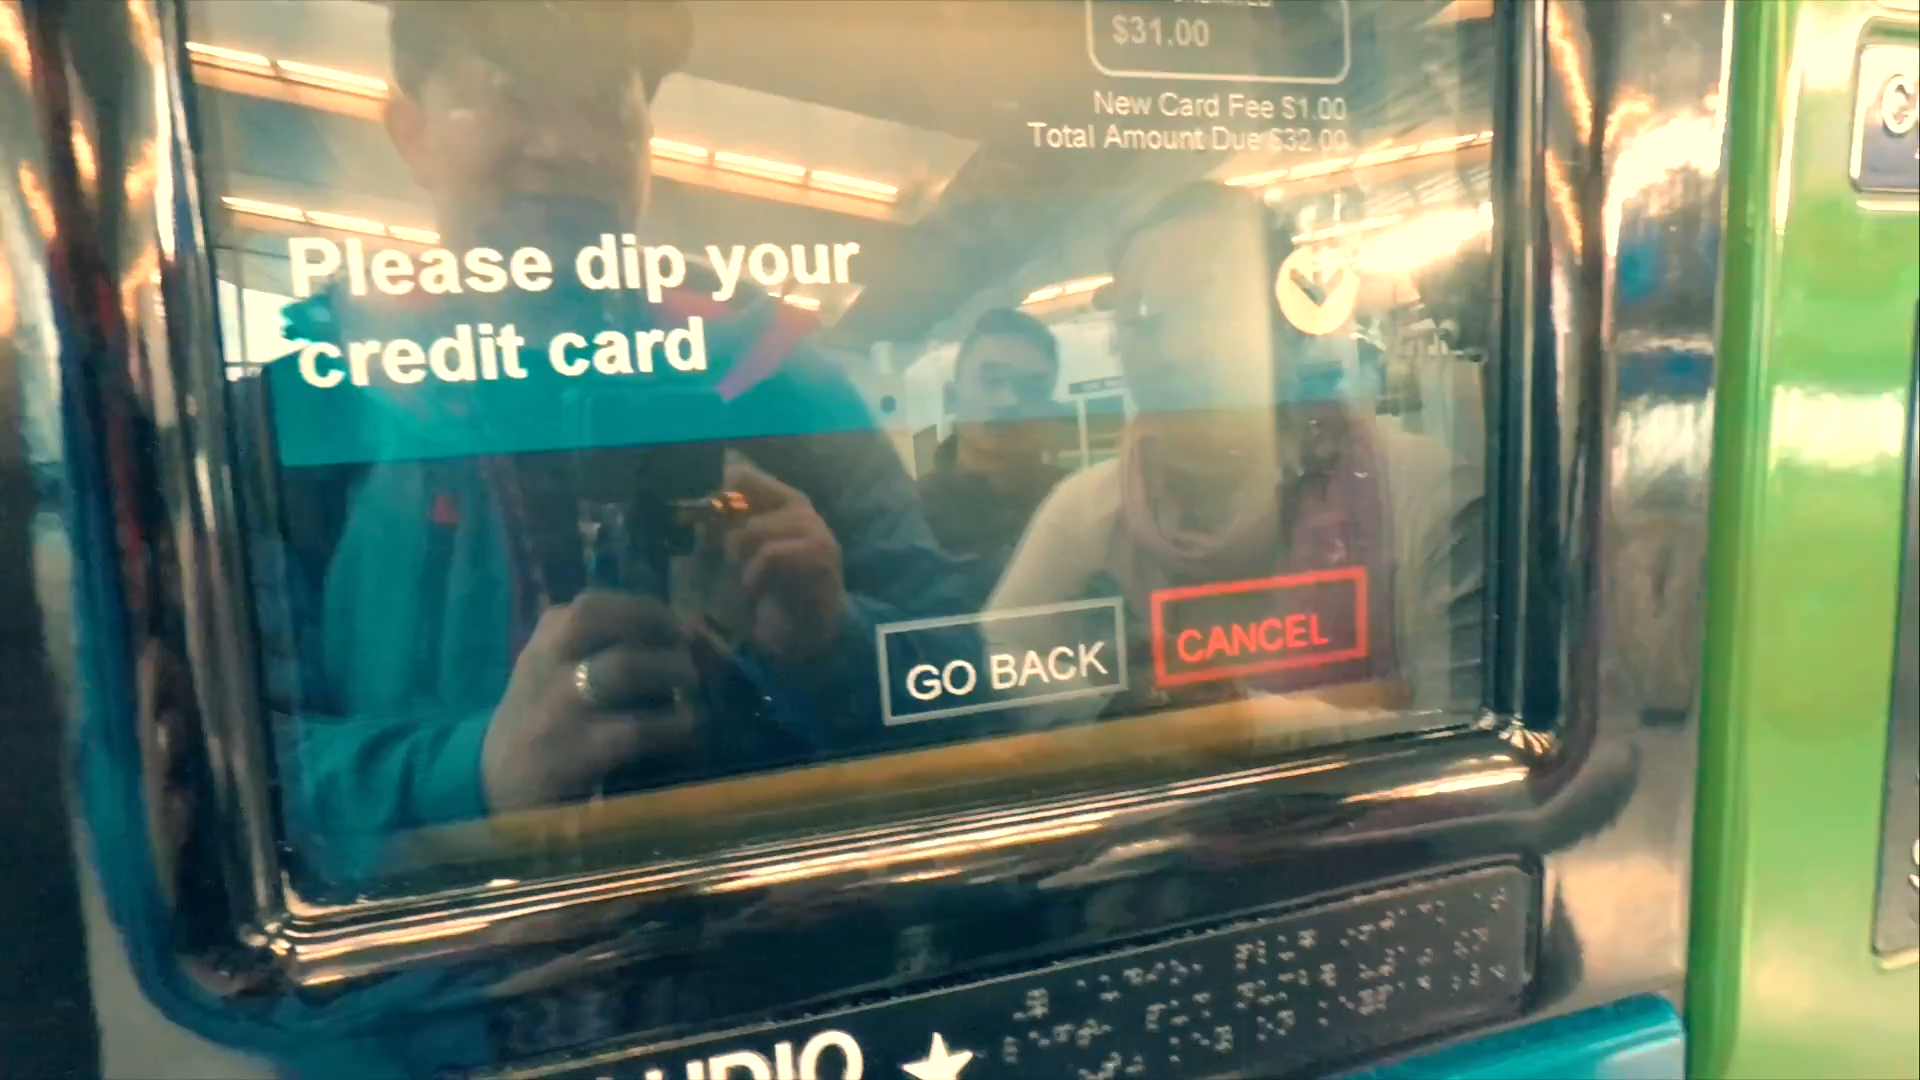 $31.00
New Card Fee $1.00
Total Amount Due $32.00
Please dip your
credit card
GO BACK
CANCEL